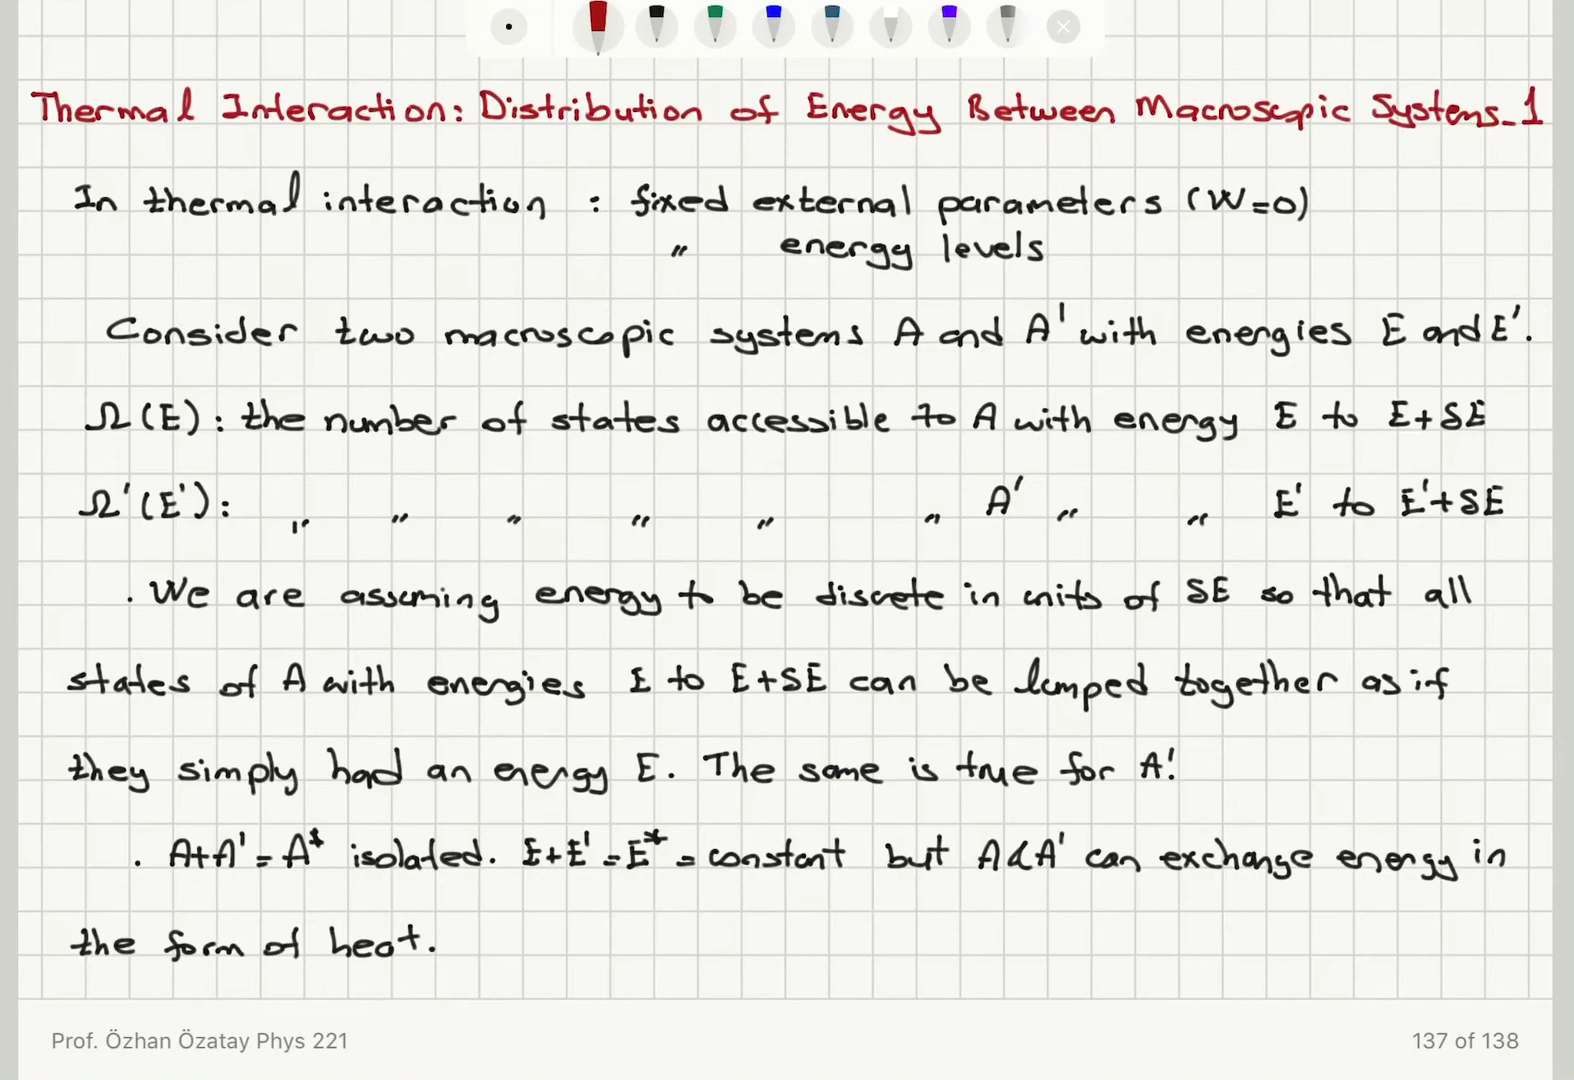 Thermal Interaction: Distribution of Energy Between Macroscopic Systems_1
In thermal interaction : fixed external parameters (W=0)
" energy levels
Consider two macroscopic systems A and A' with energies E and E'.
Ω(E): the number of states accessible to A with energy E to E+δE
Ω'(E'): " " " " " " A' " " E' to E'+δE
. We are assuming energy to be discrete in units of δE so that all
states of A with energies E to E+δE can be lumped together as if
they simply had an energy E. The same is true for A'.
. A+A' = A* isolated. E+E' = E* = constant but A & A' can exchange energy in
the form of heat.
Prof. Özhan Özatay Phys 221
137 of 138